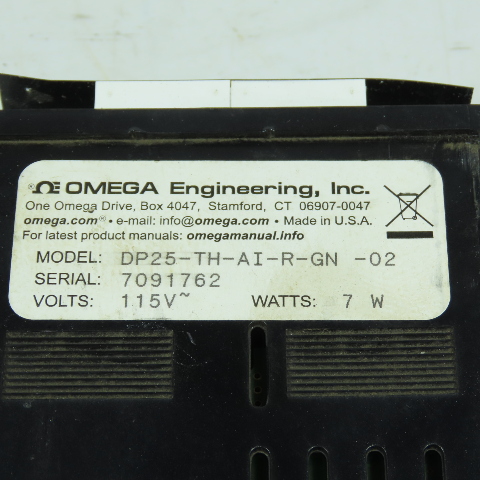 ® OMEGA Engineering, Inc.
One Omega Drive, Box 4047, Stamford, CT 06907-0047
omega.com® • e-mail: info@omega.com • Made in U.S.A.
For latest product manuals: omegamanual.info
MODEL: DP25-TH-AI-R-GN -02
SERIAL: 7091762
VOLTS: 115V~ WATTS: 7 W